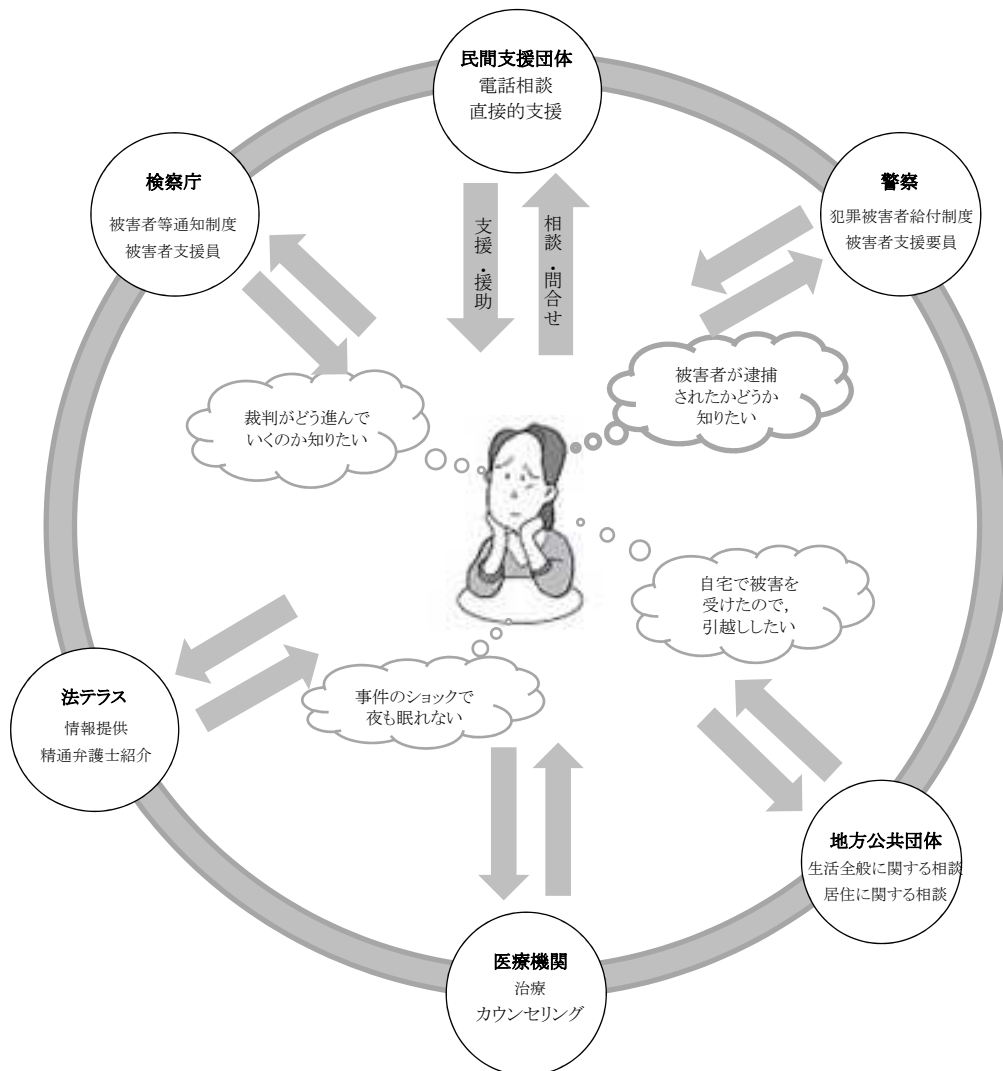 民間支援団体
電話相談
直接的支援
検察庁
被害者等通知制度
被害者支援員
警察
犯罪被害者給付制度
被害者支援要員
支援・援助
相談・問合せ
被害者が逮捕
されたかどうか
知りたい
裁判がどう進んで
いくのか知りたい
自宅で被害を
受けたので，
引越ししたい
事件のショックで
夜も眠れない
法テラス
情報提供
精通弁護士紹介
地方公共団体
生活全般に関する相談
居住に関する相談
医療機関
治療
カウンセリング